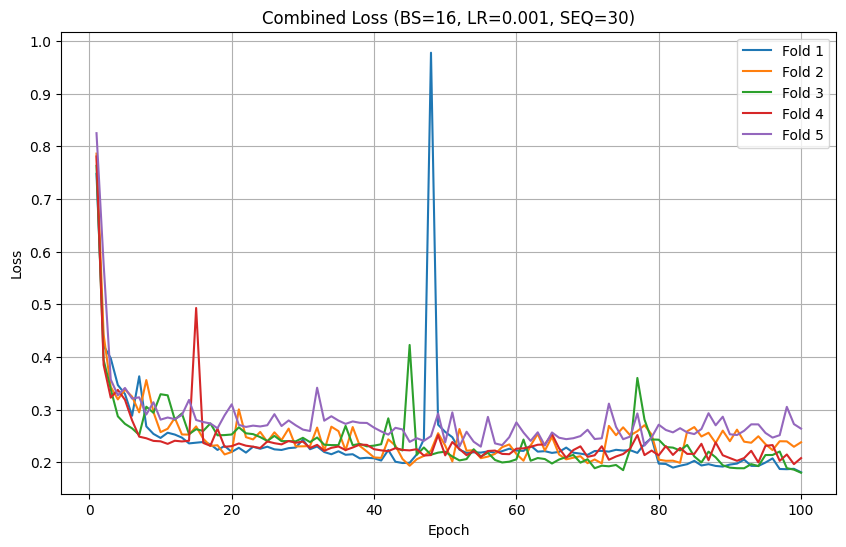 Combined Loss (BS=16, LR=0.001, SEQ=30)
Fold 1
Fold 2
Fold 3
Fold 4
Fold 5
Loss
1.0
0.9
0.8
0.7
0.6
0.5
0.4
0.3
0.2
0 20 40 60 80 100
Epoch